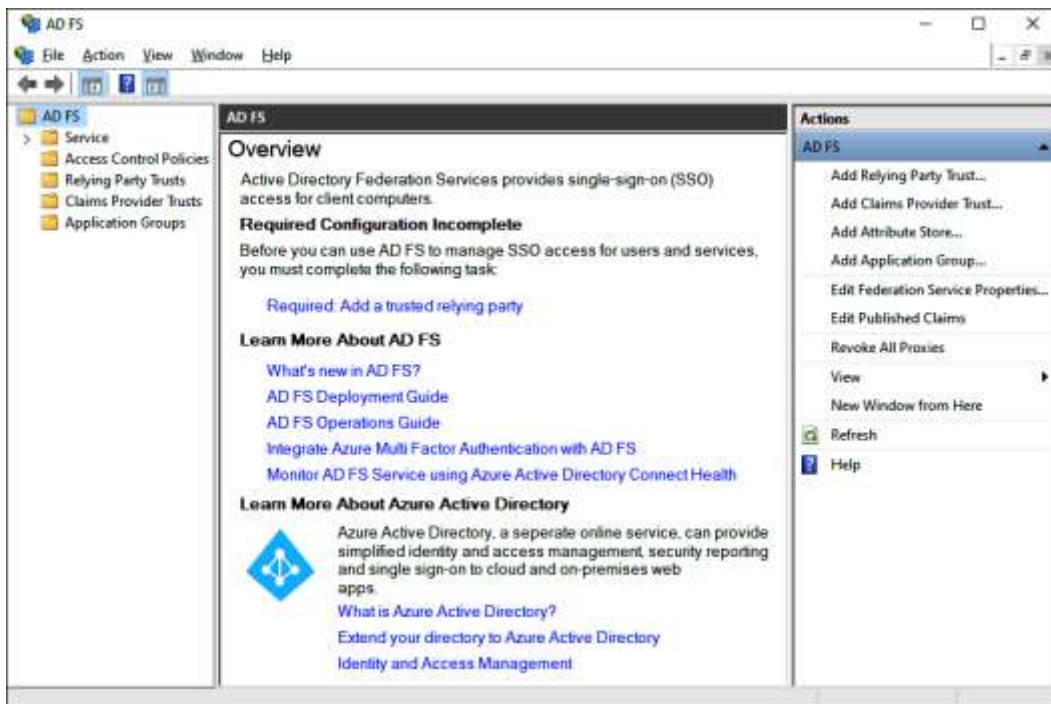 AD FS
File Action View Window Help
AD FS
Service
Access Control Policies
Relying Party Trusts
Claims Provider Trusts
Application Groups
AD FS
Overview
Active Directory Federation Services provides single-sign-on (SSO)
access for client computers.
Required Configuration Incomplete
Before you can use AD FS to manage SSO access for users and services,
you must complete the following task:
Required: Add a trusted relying party
Learn More About AD FS
What's new in AD FS?
AD FS Deployment Guide
AD FS Operations Guide
Integrate Azure Multi Factor Authentication with AD FS
Monitor AD FS Service using Azure Active Directory Connect Health
Learn More About Azure Active Directory
Azure Active Directory, a seperate online service, can provide
simplified identity and access management, security reporting
and single sign-on to cloud and on-premises web
apps.
What is Azure Active Directory?
Extend your directory to Azure Active Directory
Identity and Access Management
Actions
AD FS
Add Relying Party Trust...
Add Claims Provider Trust...
Add Attribute Store...
Add Application Group...
Edit Federation Service Properties...
Edit Published Claims
Revoke All Proxies
View
New Window from Here
Refresh
Help